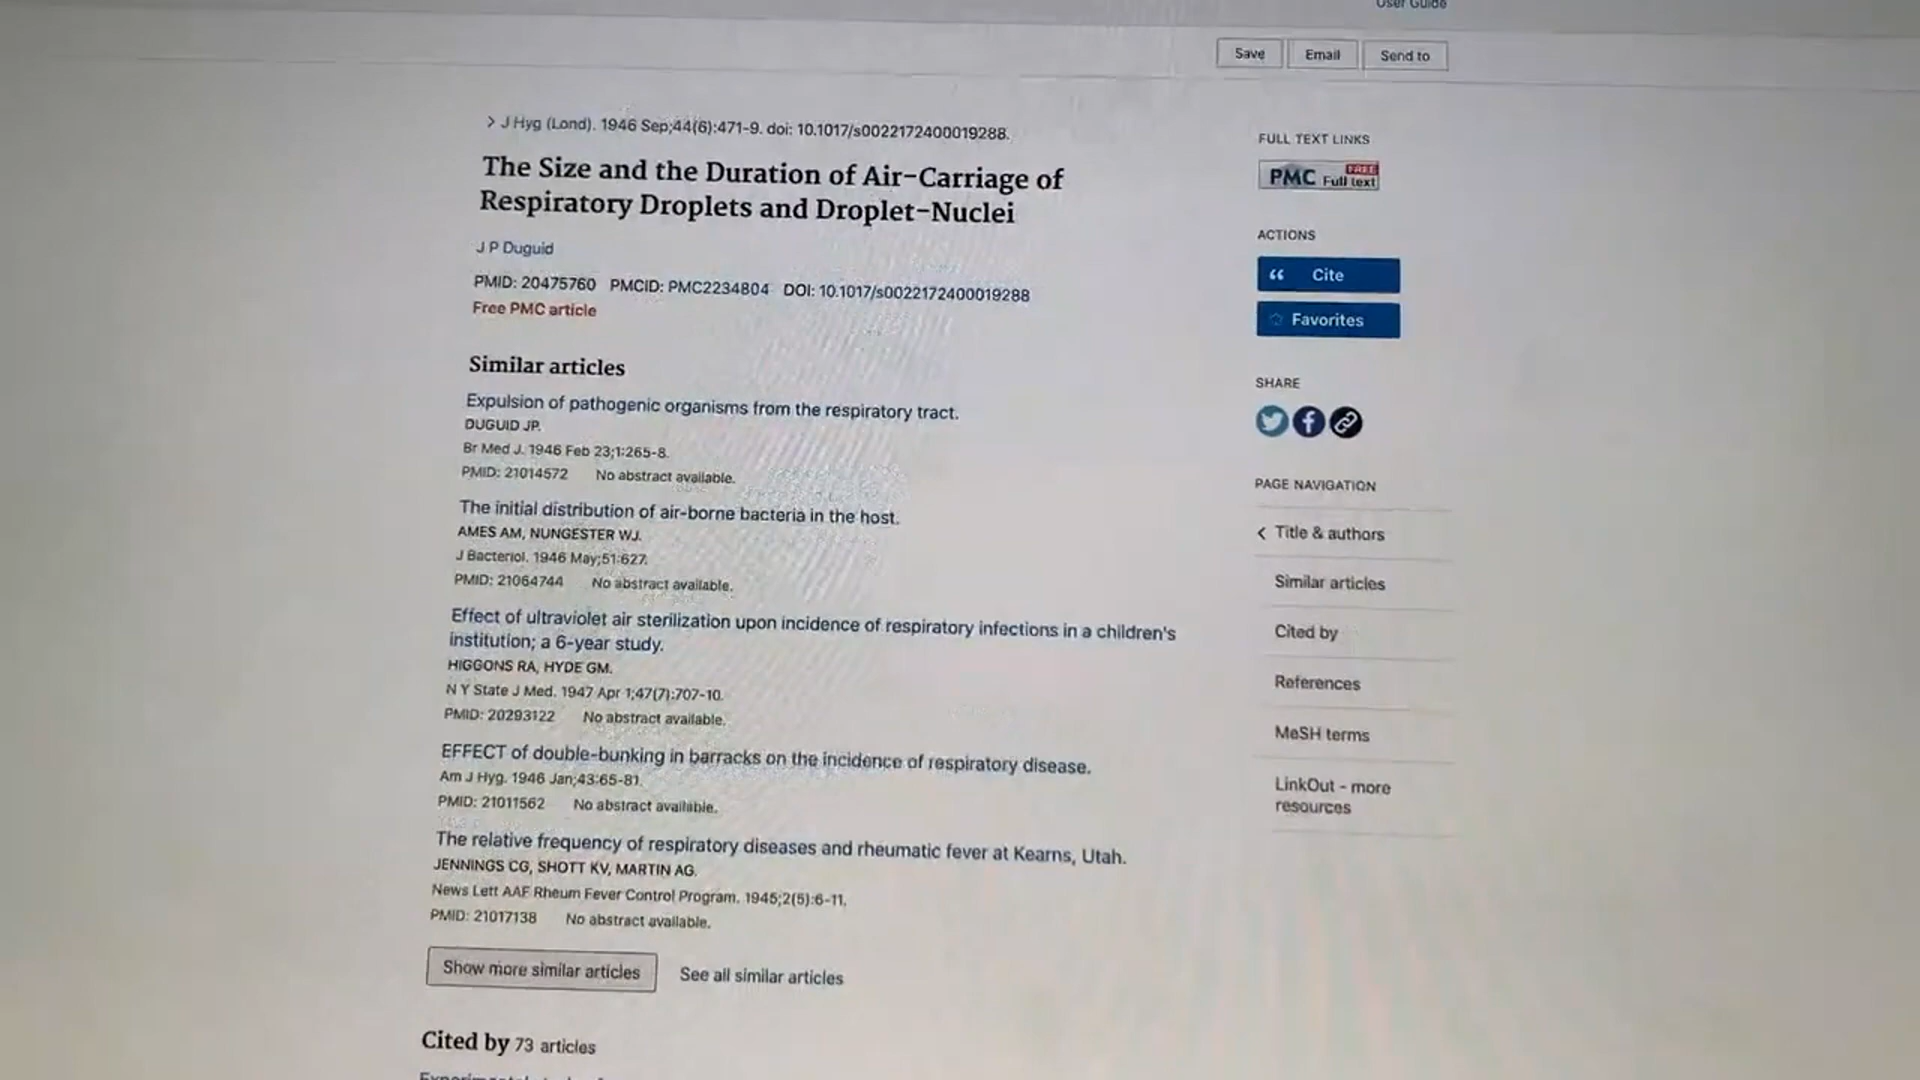 User Guide
Save
Email
Send to
> J Hyg (Lond). 1946 Sep;44(6):471-9. doi: 10.1017/s0022172400019288.
The Size and the Duration of Air-Carriage of
Respiratory Droplets and Droplet-Nuclei
J P Duguid
PMID: 20475760 PMCID: PMC2234804 DOI: 10.1017/s0022172400019288
Free PMC article
Similar articles
Expulsion of pathogenic organisms from the respiratory tract.
DUGUID JP.
Br Med J. 1946 Feb 23;1:265-8.
PMID: 21014572 No abstract available.
The initial distribution of air-borne bacteria in the host.
AMES AM, NUNGESTER WJ.
J Bacteriol. 1946 May;51:627.
PMID: 21064744 No abstract available.
Effect of ultraviolet air sterilization upon incidence of respiratory infections in a children's
institution; a 6-year study.
HIGGONS RA, HYDE GM.
N Y State J Med. 1947 Apr 1;47(7):707-10.
PMID: 20293122 No abstract available.
EFFECT of double-bunking in barracks on the incidence of respiratory disease.
Am J Hyg. 1946 Jan;43:65-81.
PMID: 21011562 No abstract available.
The relative frequency of respiratory diseases and rheumatic fever at Kearns, Utah.
JENNINGS CG, SHOTT KV, MARTIN AG.
News Lett AAF Rheum Fever Control Program. 1945;2(5):6-11.
PMID: 21017138 No abstract available.
Show more similar articles
See all similar articles
Cited by 73 articles
FULL TEXT LINKS
PMC FREE Full text
ACTIONS
Cite
Favorites
SHARE
PAGE NAVIGATION
< Title & authors
Similar articles
Cited by
References
MeSH terms
LinkOut - more
resources